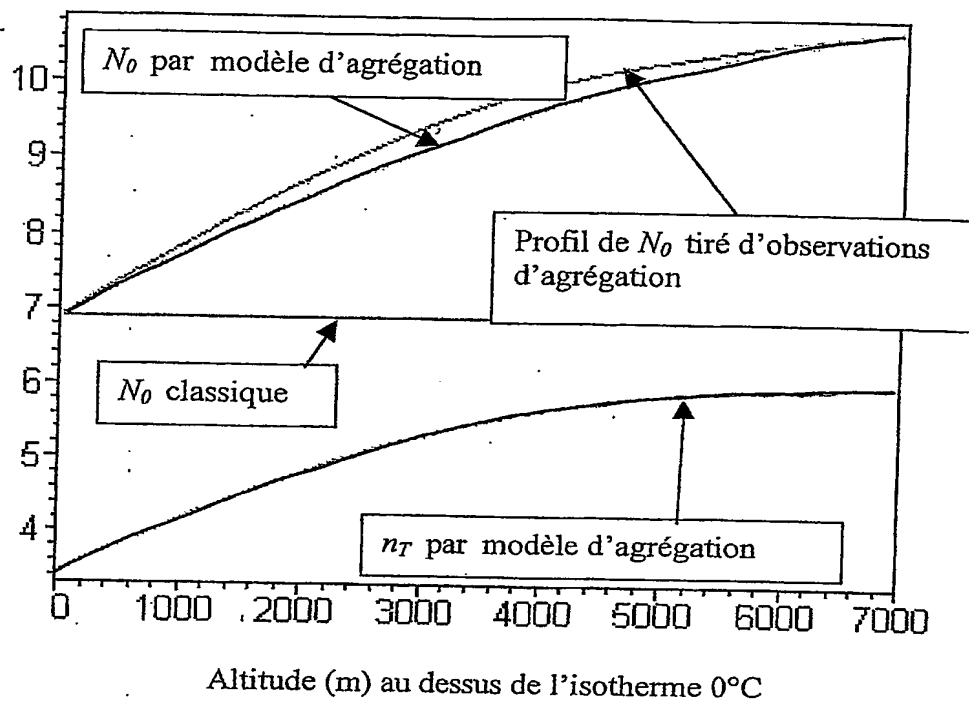 10
N0 par modèle d'agrégation
9
8
Profil de N0 tiré d'observations
d'agrégation
7
6
N0 classique
5
4
nT par modèle d'agrégation
0 1000 2000 3000 4000 5000 6000 7000
Altitude (m) au dessus de l'isotherme 0°C